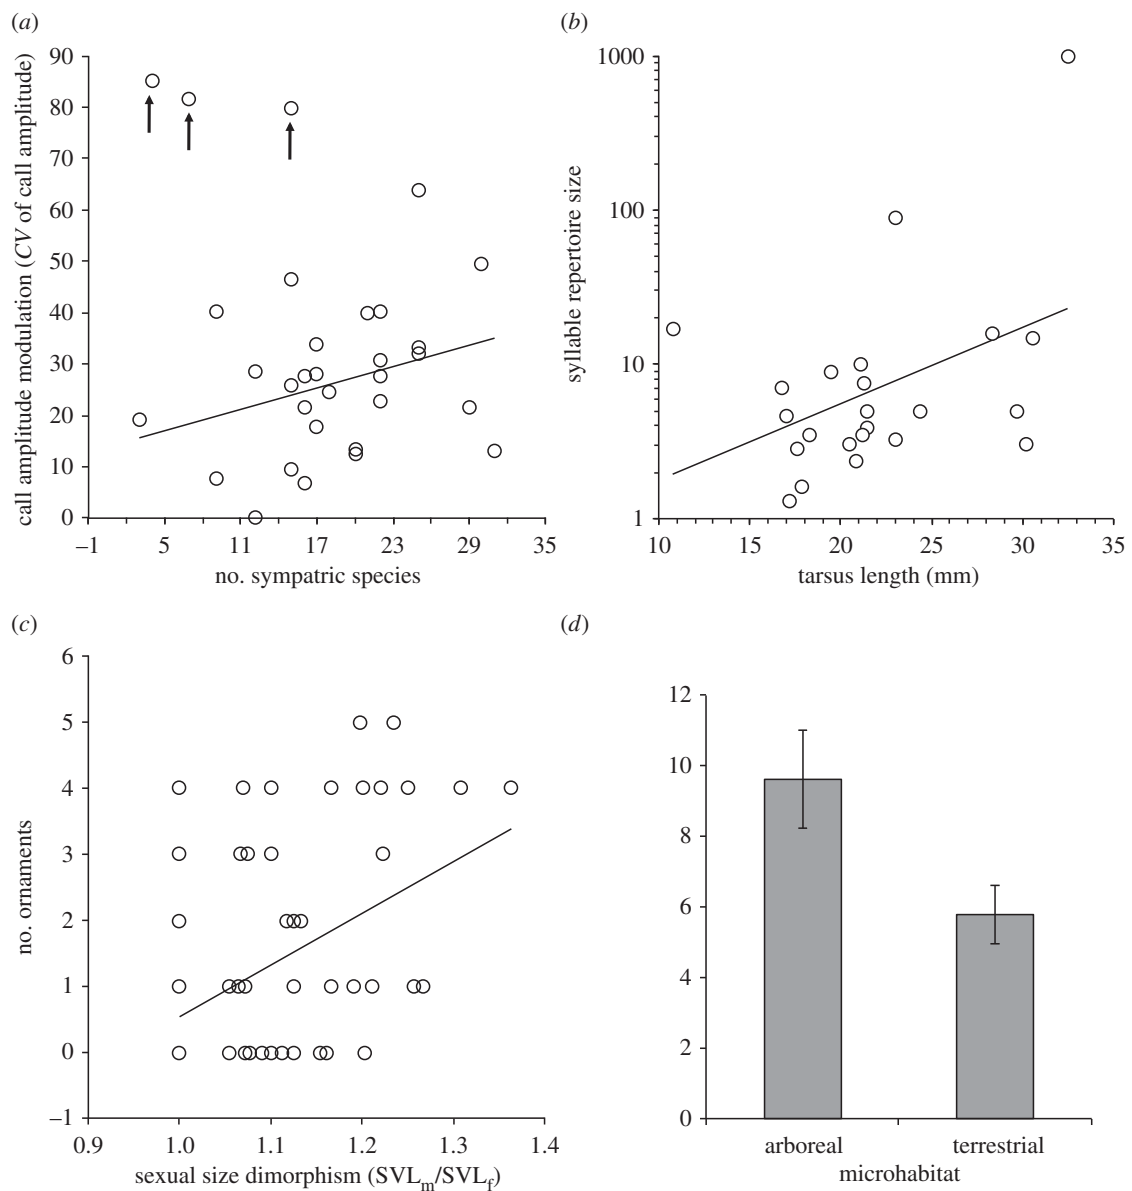 (a)
call amplitude modulation (CV of call amplitude)
90
80
70
60
50
40
30
20
10
0
–1 5 11 17 23 29 35
no. sympatric species
(b)
syllable repertoire size
1000
100
10
1
10 15 20 25 30 35
tarsus length (mm)
(c)
no. ornaments
6
5
4
3
2
1
0
–1
0.9 1.0 1.1 1.2 1.3 1.4
sexual size dimorphism (SVLm/SVLf)
(d)
12
10
8
6
4
2
0
arboreal terrestrial
microhabitat